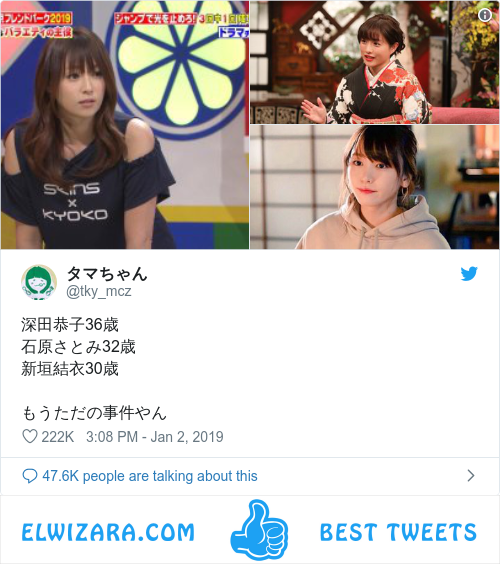 フレンドパーク2019
バラエティの主役
ジャンプで光を止めろ!
ドラマ
SKINS
×
KYOKO
タマちゃん
@tky_mcz
深田恭子36歳
石原さとみ32歳
新垣結衣30歳
もうただの事件やん
222K 3:08 PM - Jan 2, 2019
47.6K people are talking about this
ELWIZARA.COM BEST TWEETS